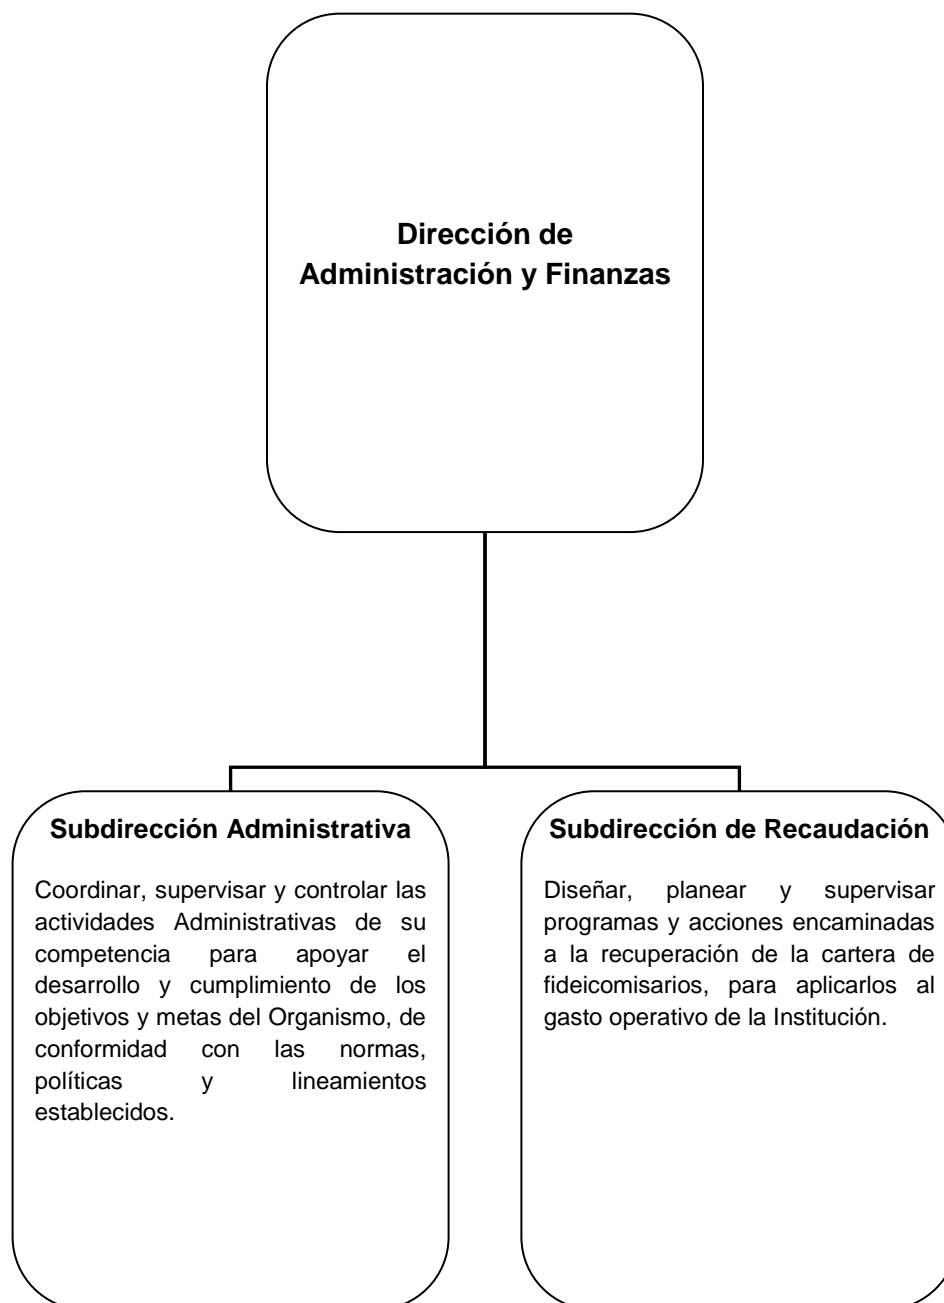 Dirección de
Administración y Finanzas
Subdirección Administrativa
Coordinar, supervisar y controlar las
actividades Administrativas de su
competencia para apoyar el
desarrollo y cumplimiento de los
objetivos y metas del Organismo, de
conformidad con las normas,
políticas y lineamientos
establecidos.
Subdirección de Recaudación
Diseñar, planear y supervisar
programas y acciones encaminadas
a la recuperación de la cartera de
fideicomisarios, para aplicarlos al
gasto operativo de la Institución.